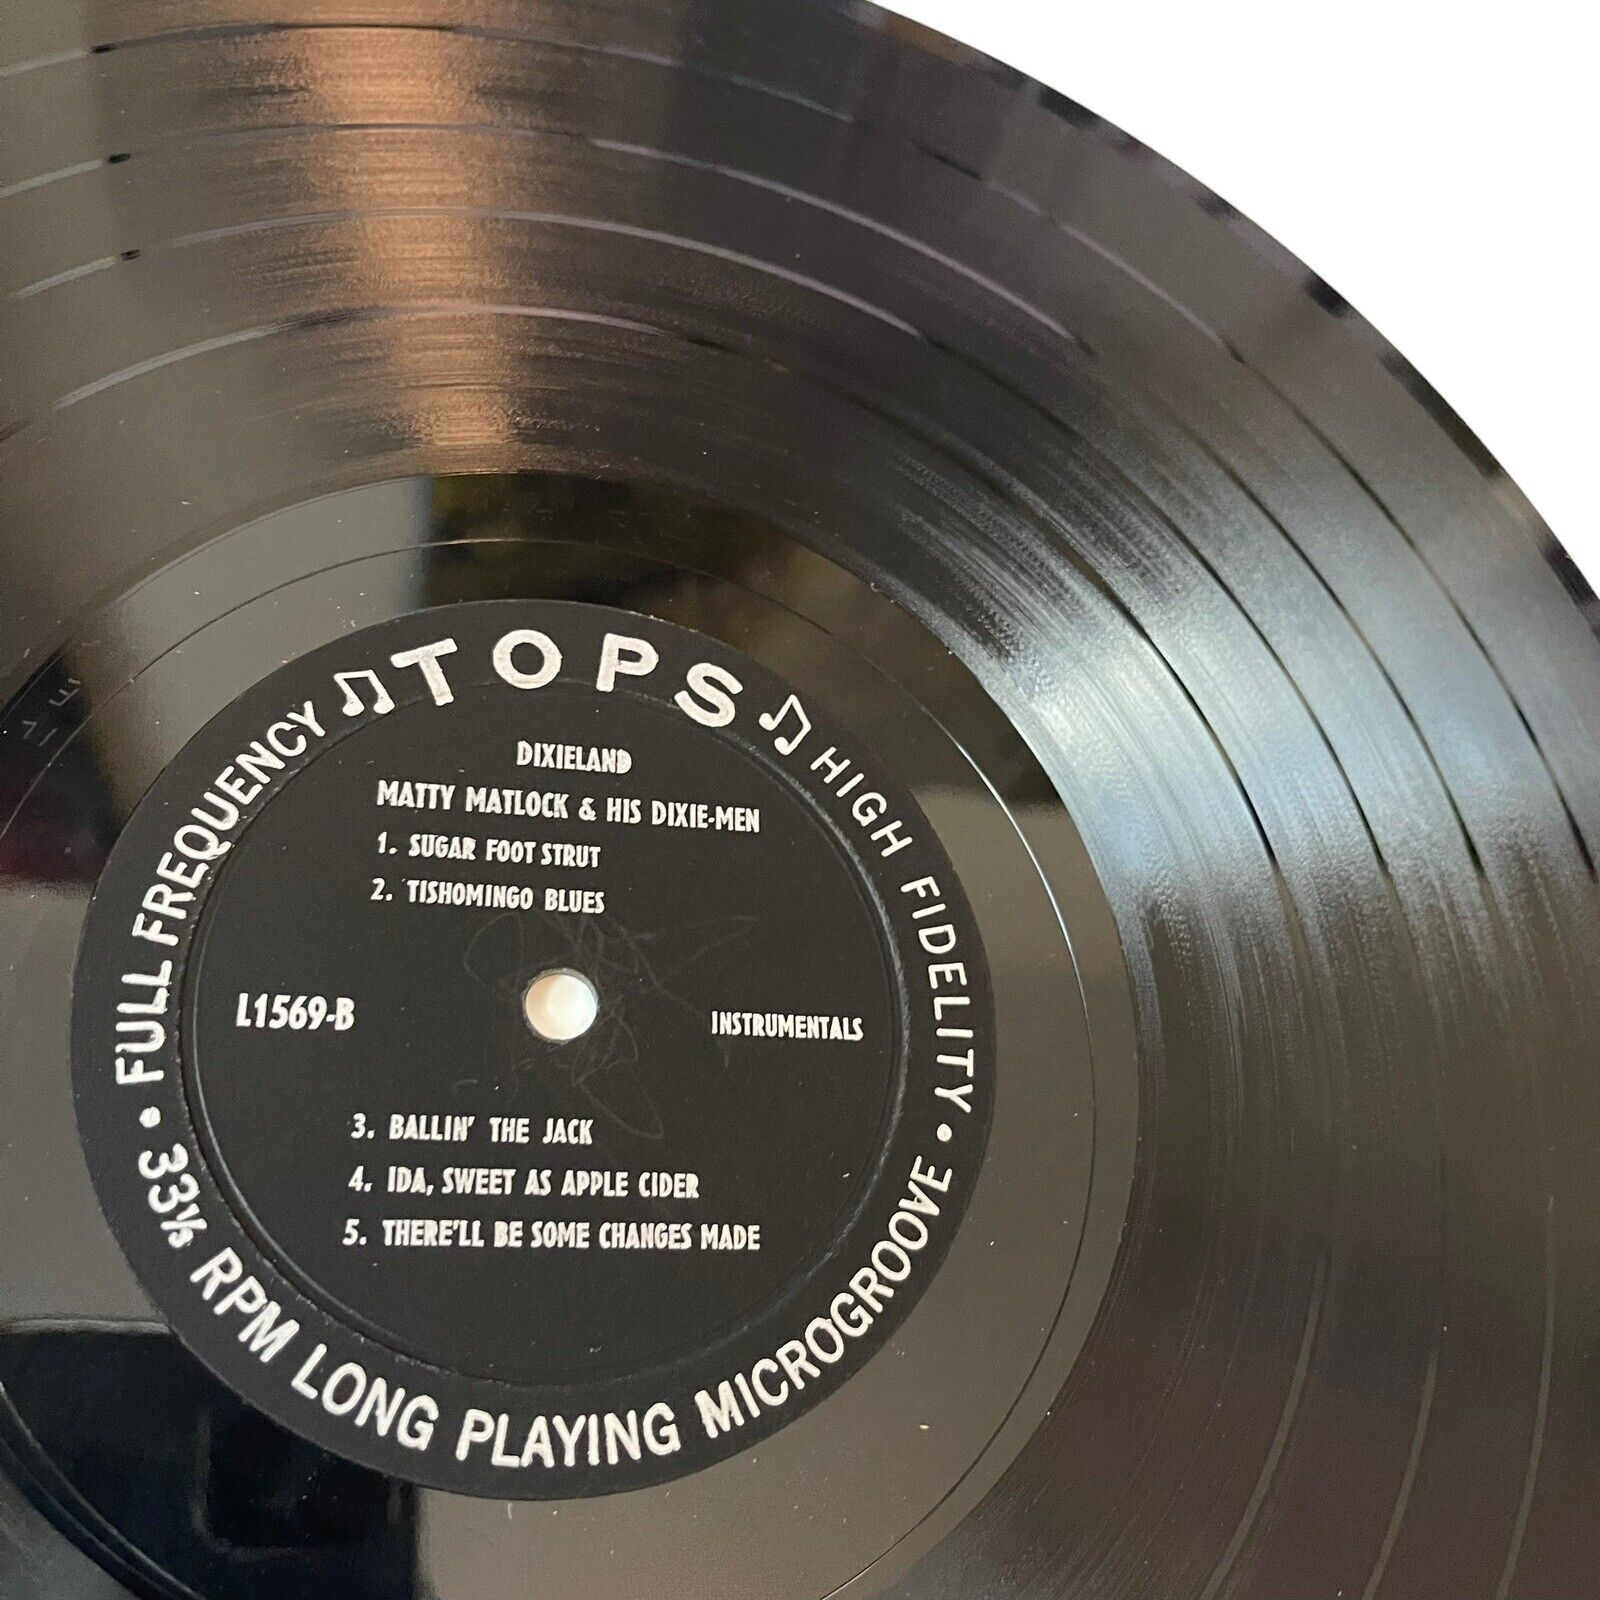 ♫ TOPS ♫
DIXIELAND
MATTY MATLOCK & HIS DIXIE-MEN
1. SUGAR FOOT STRUT
2. TISHOMINGO BLUES
L1569-B
INSTRUMENTALS
3. BALLIN' THE JACK
4. IDA, SWEET AS APPLE CIDER
5. THERE'LL BE SOME CHANGES MADE
HIGH FIDELITY •
33⅓ RPM LONG PLAYING MICROGROOVE
• FULL FREQUENCY